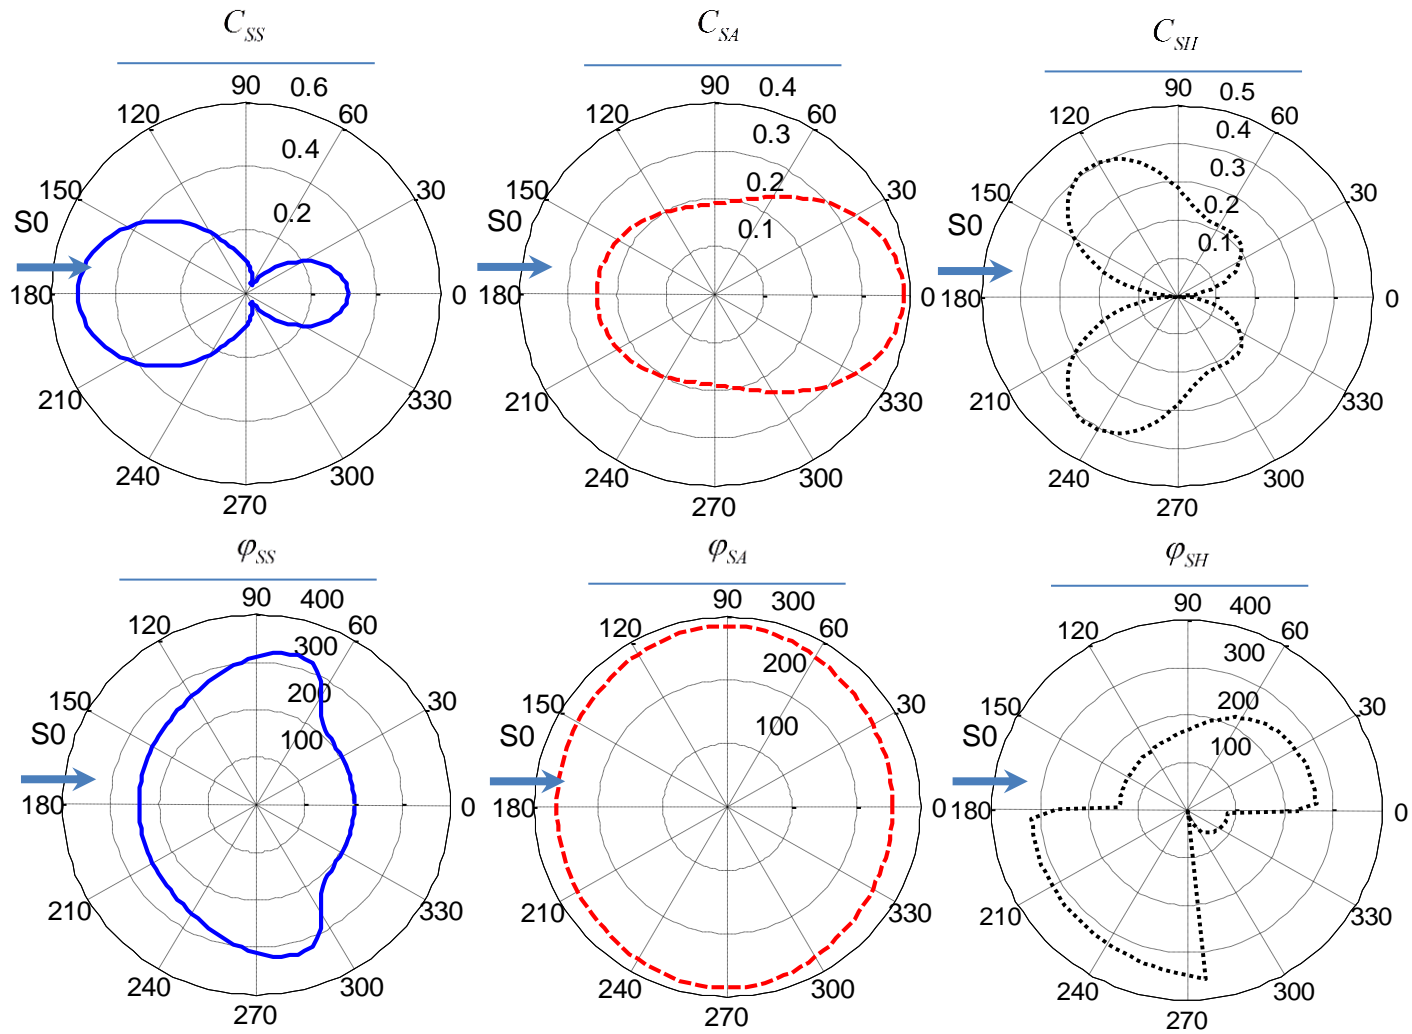 C_SS C_SA C_SH
90 0.6 90 0.4 90 0.5
120 60 120 0.3 60 120 0.4 60
0.4 0.3
150 30 150 0.2 30 150 0.2 30
S0 0.2 S0 0.1 S0 0.1
180 0 180 0 180 0
210 330 210 330 210 330
240 300 240 300 240 300
270 270 270
φ_SS φ_SA φ_SH
90 400 90 300 90 400
120 300 60 120 200 60 120 300 60
150 200 30 150 100 30 150 200 30
S0 100 S0 S0 100
180 0 180 0 180 0
210 330 210 330 210 330
240 300 240 300 240 300
270 270 270